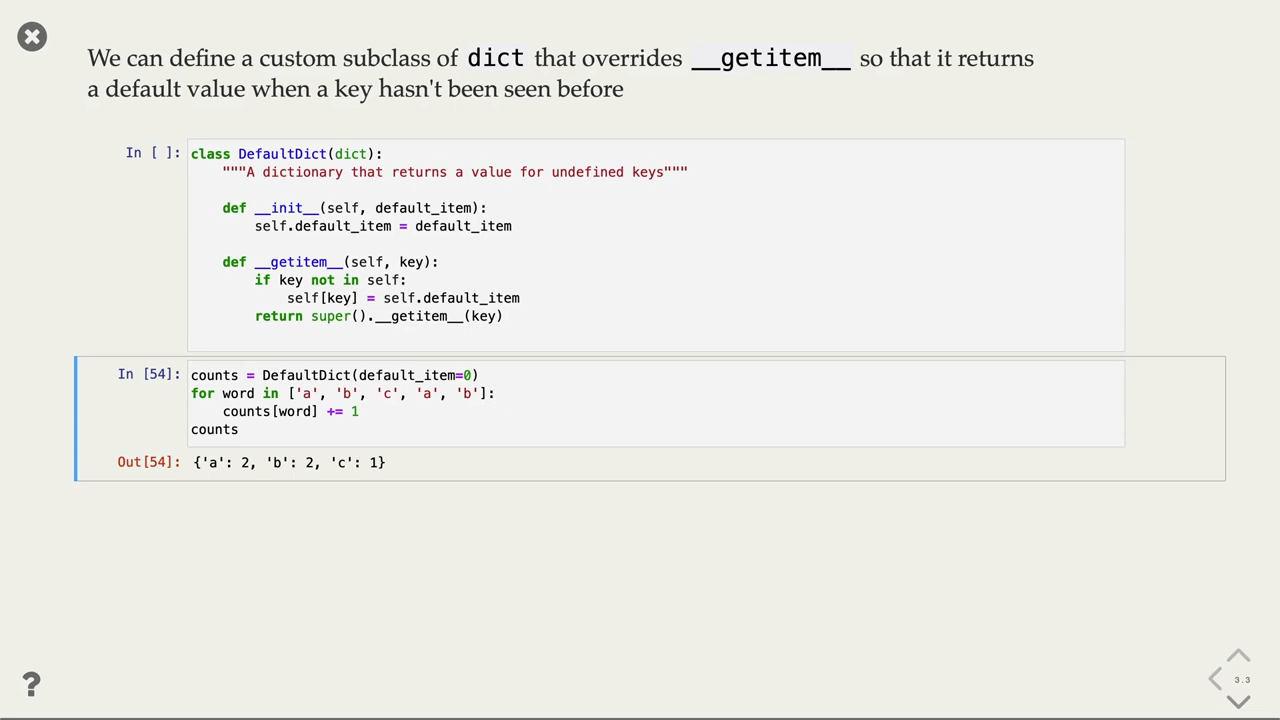 We can define a custom subclass of dict that overrides __getitem__ so that it returns
a default value when a key hasn't been seen before
In [ ]: class DefaultDict(dict):
    """A dictionary that returns a value for undefined keys"""
    def __init__(self, default_item):
        self.default_item = default_item
    def __getitem__(self, key):
        if key not in self:
            self[key] = self.default_item
        return super().__getitem__(key)
In [54]: counts = DefaultDict(default_item=0)
for word in ['a', 'b', 'c', 'a', 'b']:
    counts[word] += 1
counts
Out[54]: {'a': 2, 'b': 2, 'c': 1}
?
3.3